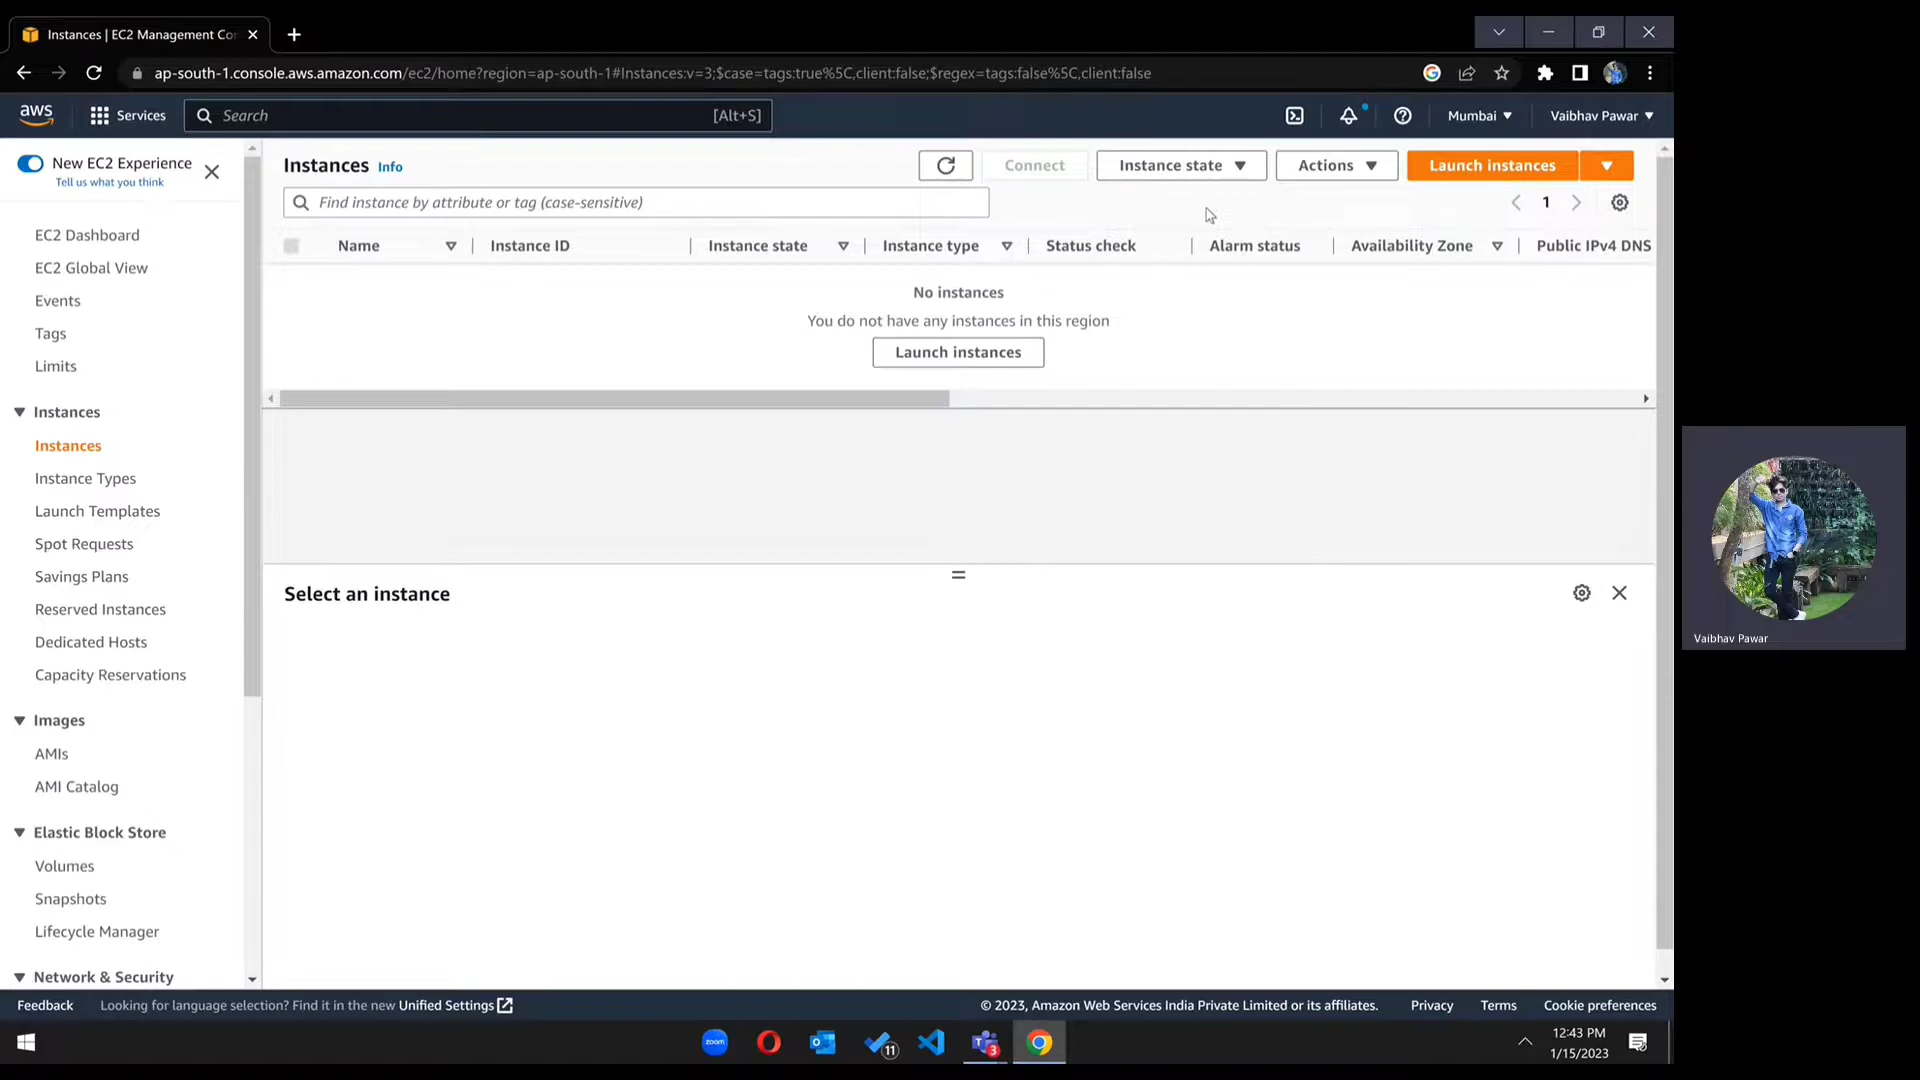 Instances | EC2 Management Co
ap-south-1.console.aws.amazon.com/ec2/home?region=ap-south-1#Instances:v=3;$case=tags:true%5C,client:false;$regex=tags:false%5C,client:false
aws
Services
Search
[Alt+S]
Mumbai
Vaibhav Pawar
New EC2 Experience
Tell us what you think
EC2 Dashboard
EC2 Global View
Events
Tags
Limits
Instances
Instances
Instance Types
Launch Templates
Spot Requests
Savings Plans
Reserved Instances
Dedicated Hosts
Capacity Reservations
Images
AMIs
AMI Catalog
Elastic Block Store
Volumes
Snapshots
Lifecycle Manager
Network & Security
Instances Info
Connect
Instance state
Actions
Launch instances
Find instance by attribute or tag (case-sensitive)
1
Name
Instance ID
Instance state
Instance type
Status check
Alarm status
Availability Zone
Public IPv4 DNS
No instances
You do not have any instances in this region
Launch instances
Select an instance
Vaibhav Pawar
Feedback
Looking for language selection? Find it in the new Unified Settings
© 2023, Amazon Web Services India Private Limited or its affiliates.
Privacy
Terms
Cookie preferences
zoom
11
3
12:43 PM
1/15/2023